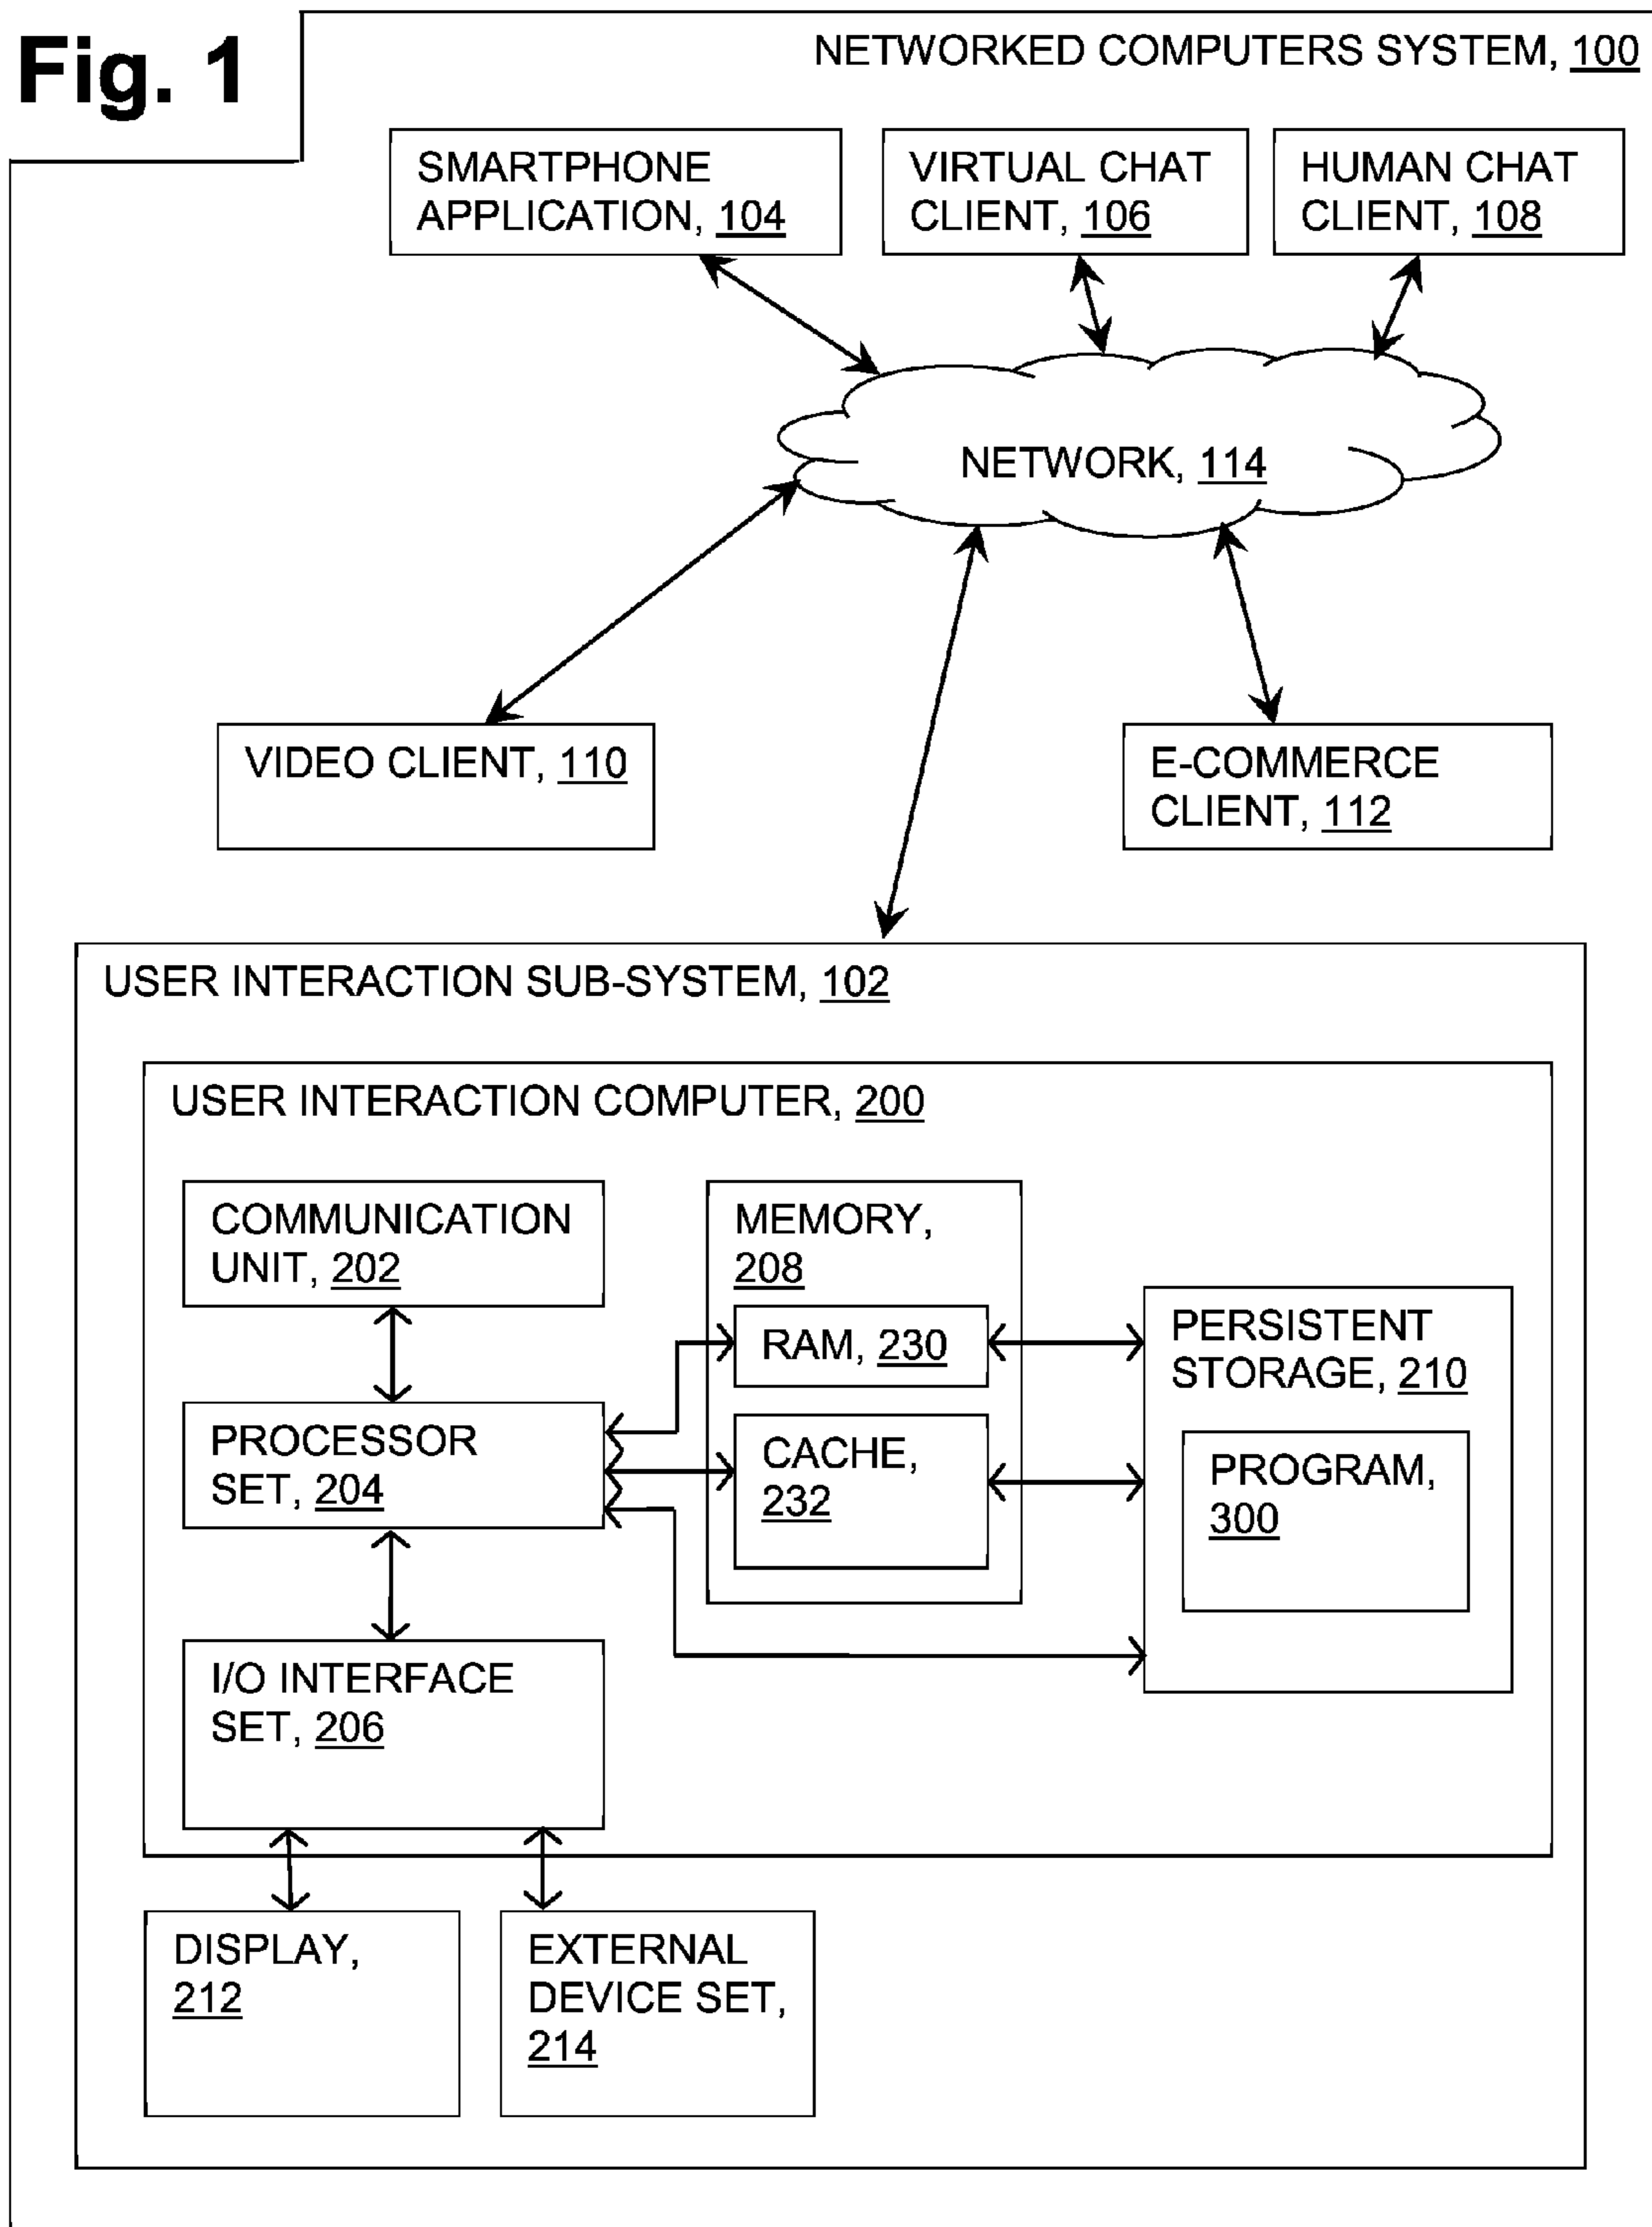 Fig. 1
NETWORKED COMPUTERS SYSTEM, 100
SMARTPHONE
APPLICATION, 104
VIRTUAL CHAT
CLIENT, 106
HUMAN CHAT
CLIENT, 108
NETWORK, 114
VIDEO CLIENT, 110
E-COMMERCE
CLIENT, 112
USER INTERACTION SUB-SYSTEM, 102
USER INTERACTION COMPUTER, 200
COMMUNICATION
UNIT, 202
MEMORY,
208
RAM, 230
PERSISTENT
STORAGE, 210
PROCESSOR
SET, 204
CACHE,
232
PROGRAM,
300
I/O INTERFACE
SET, 206
DISPLAY,
212
EXTERNAL
DEVICE SET,
214